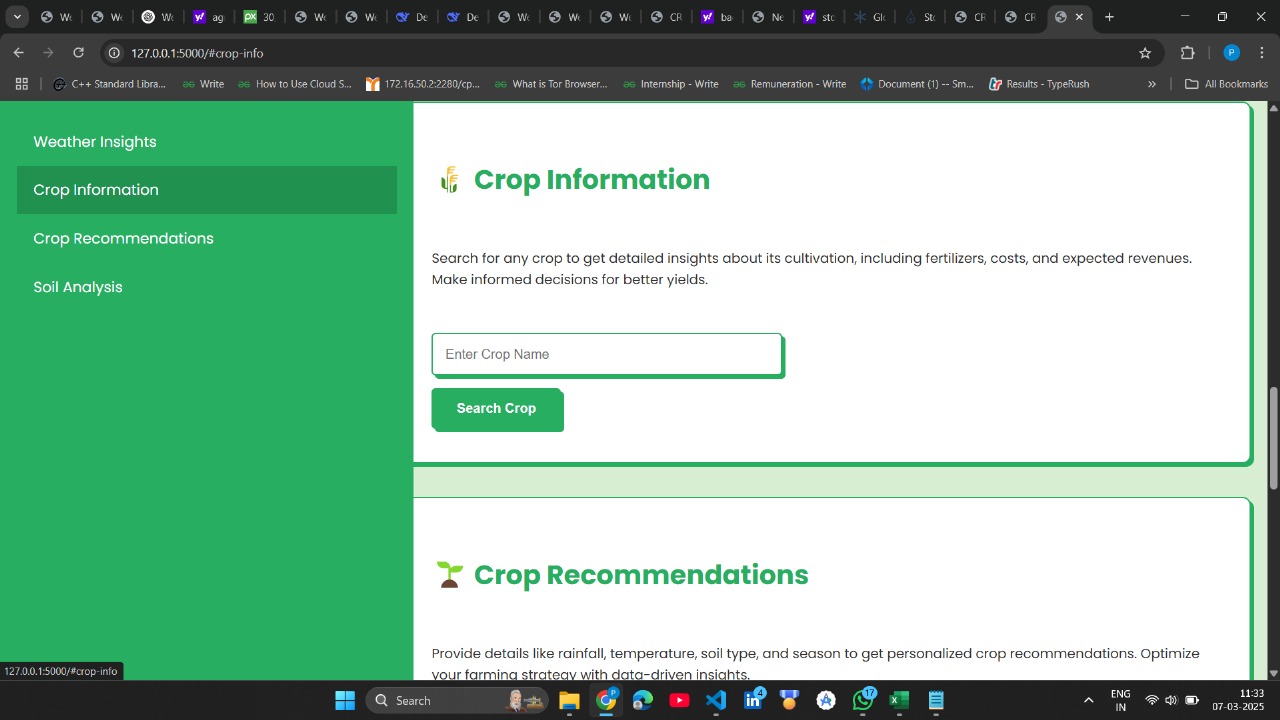 We
We
Wo
ag
30
We
We
De
De
We
We
We
CR
ba
Ne
sto
Glo
Sto
CR
CR
127.0.0.1:5000/#crop-info
P
C++ Standard Libra...
Write
How to Use Cloud S...
172.16.50.2:2280/cp...
What is Tor Browser...
Internship - Write
Remuneration - Write
Document (1) -- Sm...
Results - TypeRush
All Bookmarks
Weather Insights
Crop Information
Crop Recommendations
Soil Analysis
Crop Information
Search for any crop to get detailed insights about its cultivation, including fertilizers, costs, and expected revenues.
Make informed decisions for better yields.
Enter Crop Name
Search Crop
Crop Recommendations
Provide details like rainfall, temperature, soil type, and season to get personalized crop recommendations. Optimize
your farming strategy with data-driven insights.
127.0.0.1:5000/#crop-info
Search
P
4
17
ENG
IN
11:33
07-03-2025